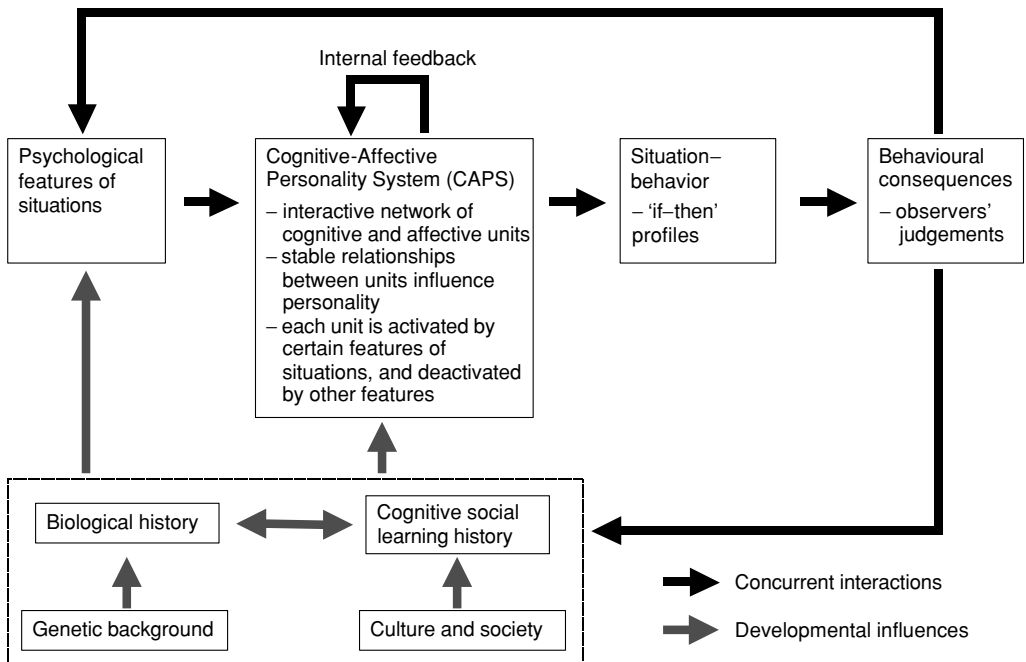 Internal feedback
Psychological
features of
situations
Cognitive-Affective
Personality System (CAPS)
– interactive network of
cognitive and affective units
– stable relationships
between units influence
personality
– each unit is activated by
certain features of
situations, and deactivated
by other features
Situation–
behavior
– ‘if–then’
profiles
Behavioural
consequences
– observers’
judgements
Biological history
Cognitive social
learning history
Genetic background
Culture and society
Concurrent interactions
Developmental influences